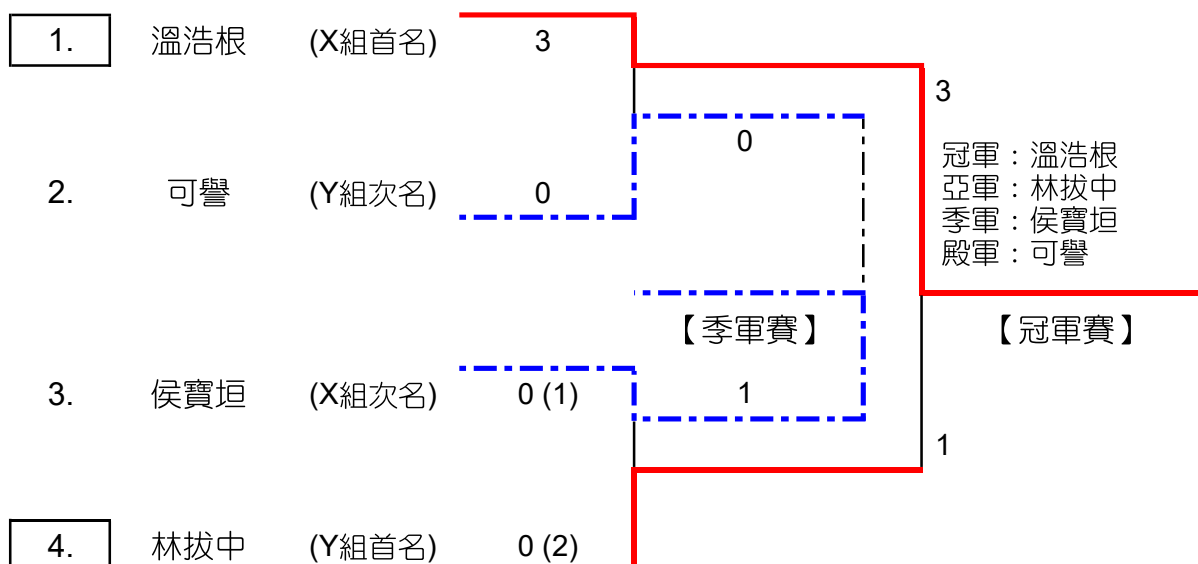 1. 溫浩根 (X組首名) 3
3
0
冠軍：溫浩根
2. 可譽 (Y組次名) 0
亞軍：林拔中
季軍：侯寶垣
殿軍：可譽
【季軍賽】 【冠軍賽】
3. 侯寶垣 (X組次名) 0 (1) 1
1
4. 林拔中 (Y組首名) 0 (2)